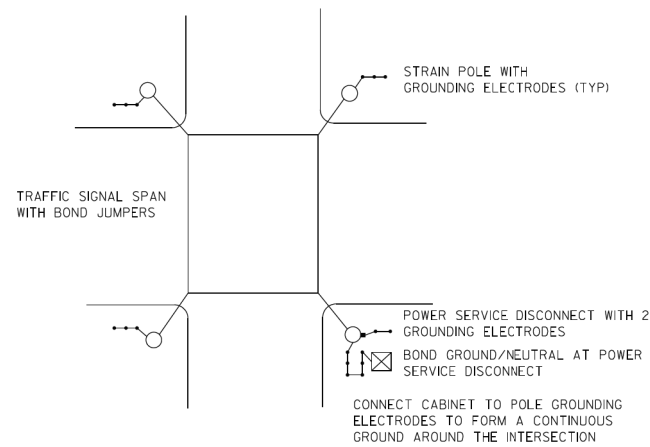 STRAIN POLE WITH
GROUNDING ELECTRODES (TYP)
TRAFFIC SIGNAL SPAN
WITH BOND JUMPERS
POWER SERVICE DISCONNECT WITH 2
GROUNDING ELECTRODES
BOND GROUND/NEUTRAL AT POWER
SERVICE DISCONNECT
CONNECT CABINET TO POLE GROUNDING
ELECTRODES TO FORM A CONTINUOUS
GROUND AROUND THE INTERSECTION